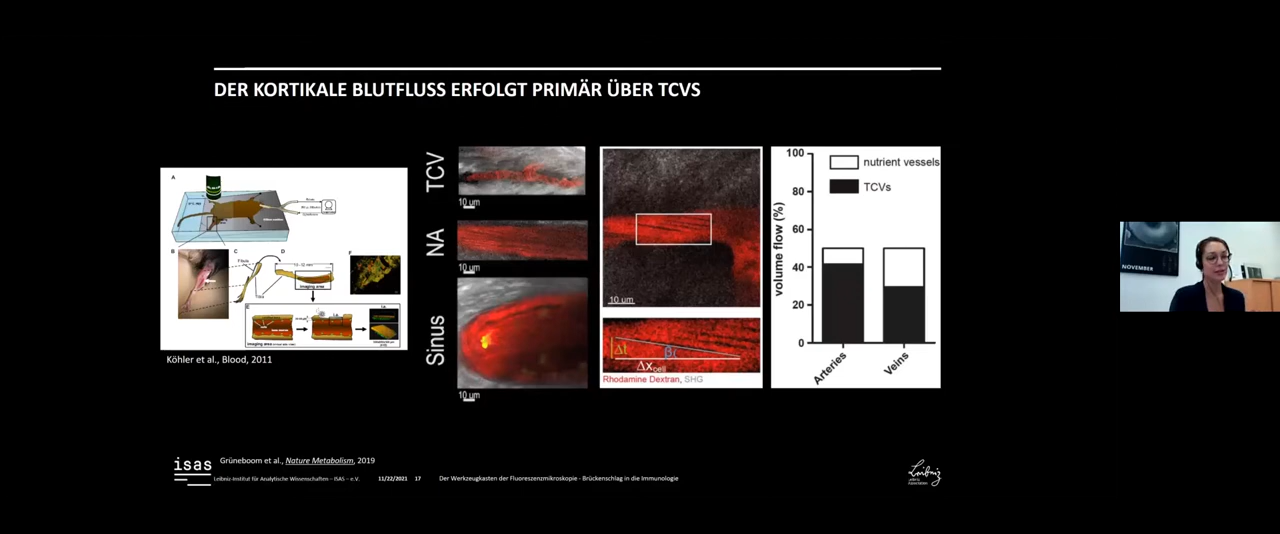 DER KORTIKALE BLUTFLUSS ERFOLGT PRIMÄR ÜBER TCVS
A
B
C
D
E
F
Köhler et al., Blood, 2011
TCV
10 um
NA
10 um
Sinus
10 um
10 um
Δt
Δx cell
Rhodamine Dextran, SHG
volume flow (%)
100
80
60
40
20
0
nutrient vessels
TCVs
Arteries
Veins
NOVEMBER
Grüneboom et al., Nature Metabolism, 2019
isas
Leibniz-Institut für Analytische Wissenschaften – ISAS – e.V.
11/22/2021 17
Der Werkzeugkasten der Fluoreszenzmikroskopie - Brückenschlag in die Immunologie
Leibniz